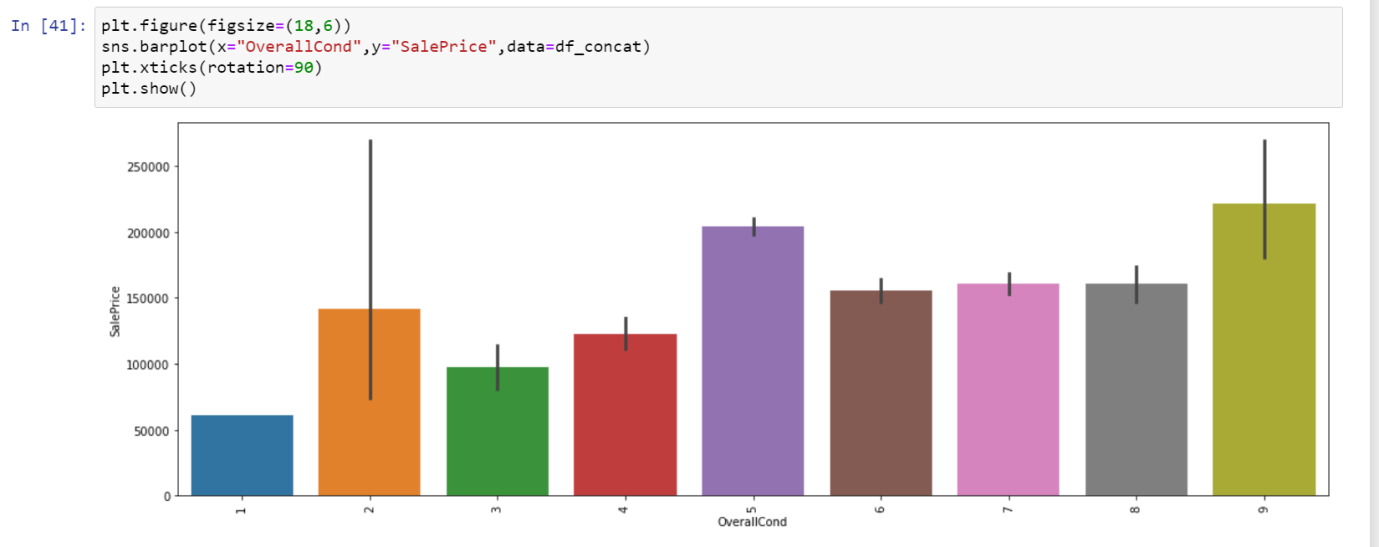 In [41]: plt.figure(figsize=(18,6))
sns.barplot(x="OverallCond",y="SalePrice",data=df_concat)
plt.xticks(rotation=90)
plt.show()
250000
200000
150000
100000
50000
0
SalePrice
1 2 3 4 5 6 7 8 9
OverallCond